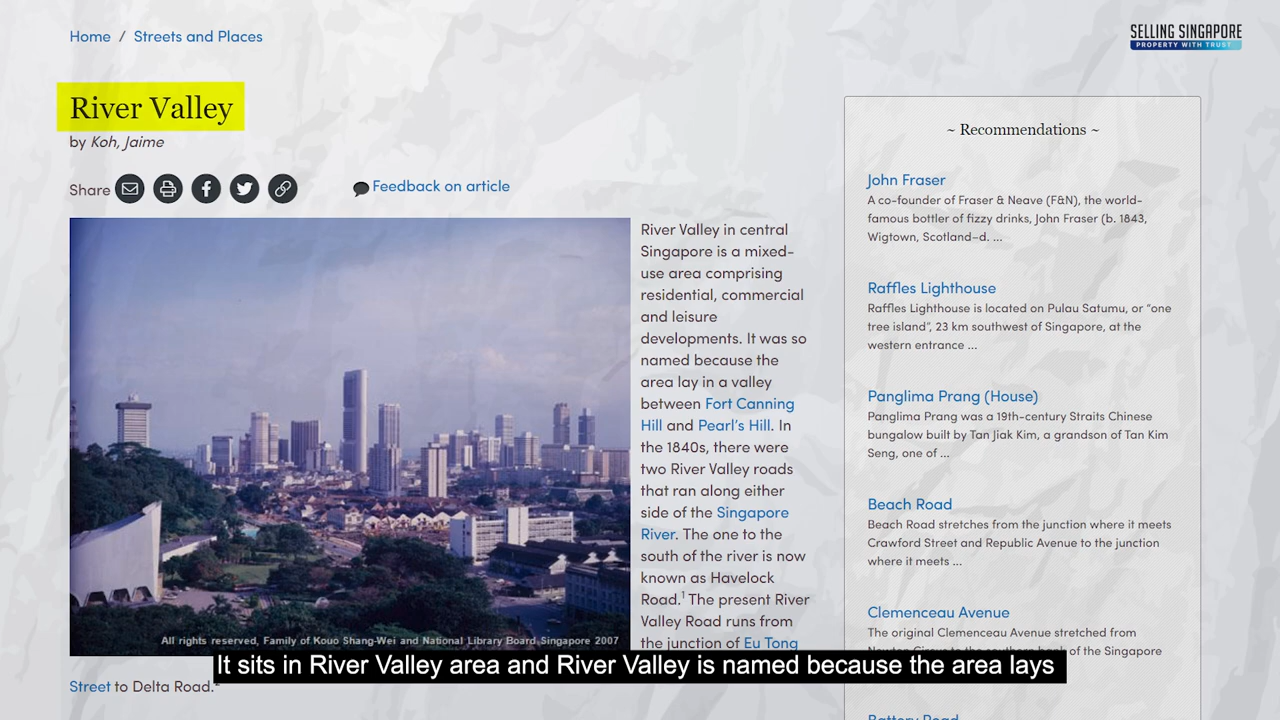 Home / Streets and Places
SELLING SINGAPORE
PROPERTY WITH TRUST
River Valley
by Koh, Jaime
Share
Feedback on article
River Valley in central
Singapore is a mixed-
use area comprising
residential, commercial
and leisure
developments. It was so
named because the
area lay in a valley
between Fort Canning
Hill and Pearl's Hill. In
the 1840s, there were
two River Valley roads
that ran along either
side of the Singapore
River. The one to the
south of the river is now
known as Havelock
Road.1 The present River
Valley Road runs from
the junction of Eu Tong
Street to Delta Road.
All rights reserved, Family of Kouo Shang-Wei and National Library Board Singapore 2007
~ Recommendations ~
John Fraser
A co-founder of Fraser & Neave (F&N), the world-
famous bottler of fizzy drinks, John Fraser (b. 1843,
Wigtown, Scotland–d. ...
Raffles Lighthouse
Raffles Lighthouse is located on Pulau Satumu, or "one
tree island", 23 km southwest of Singapore, at the
western entrance ...
Panglima Prang (House)
Panglima Prang was a 19th-century Straits Chinese
bungalow built by Tan Jiak Kim, a grandson of Tan Kim
Seng, one of ...
Beach Road
Beach Road stretches from the junction where it meets
Crawford Street and Republic Avenue to the junction
where it meets ...
Clemenceau Avenue
The original Clemenceau Avenue stretched from
of the Singapore
Battery Road
It sits in River Valley area and River Valley is named because the area lays